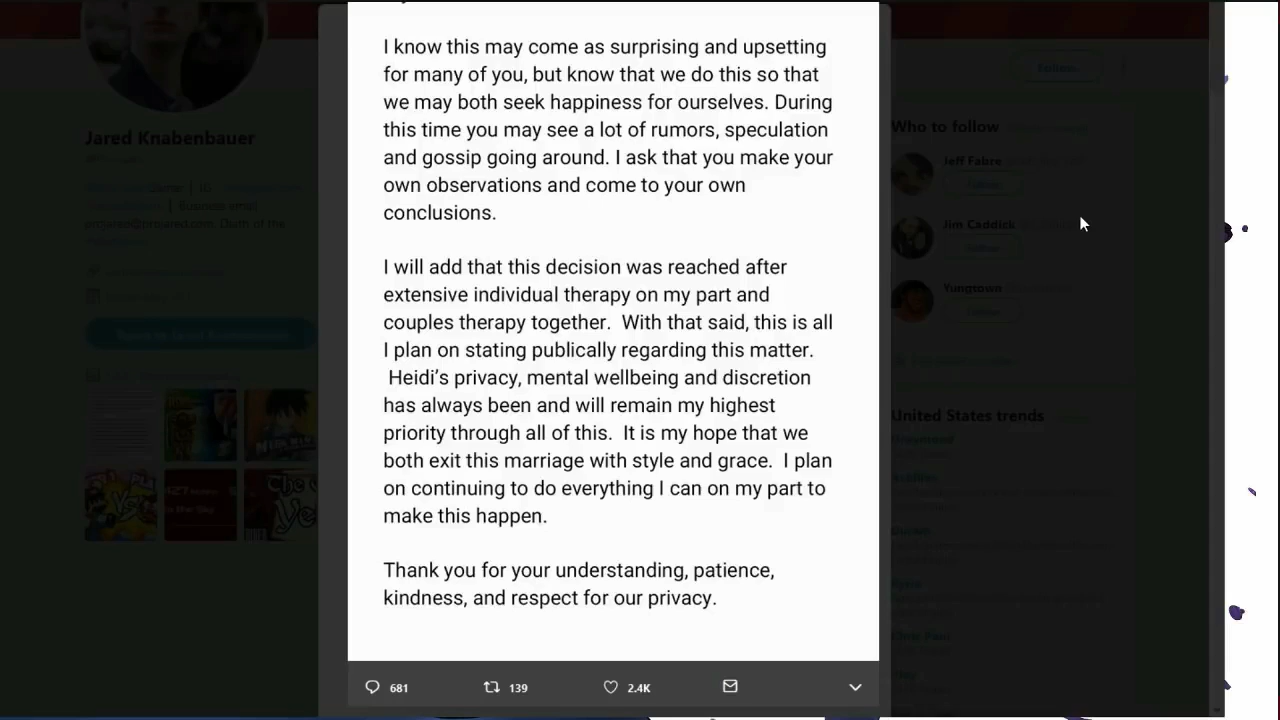 I know this may come as surprising and upsetting
for many of you, but know that we do this so that
we may both seek happiness for ourselves. During
this time you may see a lot of rumors, speculation
and gossip going around. I ask that you make your
own observations and come to your own
conclusions.
I will add that this decision was reached after
extensive individual therapy on my part and
couples therapy together. With that said, this is all
I plan on stating publically regarding this matter.
Heidi's privacy, mental wellbeing and discretion
has always been and will remain my highest
priority through all of this. It is my hope that we
both exit this marriage with style and grace. I plan
on continuing to do everything I can on my part to
make this happen.
Thank you for your understanding, patience,
kindness, and respect for our privacy.
681 139 2.4K
Jared Knabenbauer
Follow
Who to follow
Jeff Fabre
Follow
Jim Caddick
Follow
Yungtown
Follow
United States trends